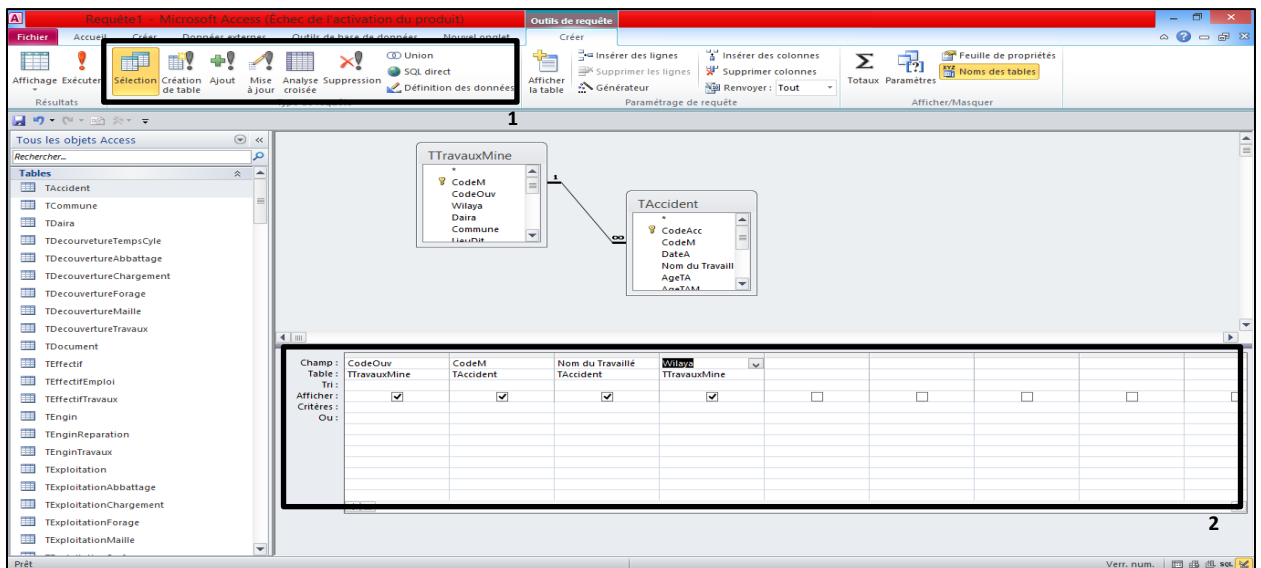 A Requête1 - Microsoft Access (Échec de l'activation du produit) Outils de requête
Fichier Accueil Créer Données externes Outils de base de données Nouvel onglet Créer
Affichage Exécuter Sélection Création de table Ajout Mise à jour Analyse croisée Suppression
Union
SQL direct
Définition des données
Afficher la table
Insérer des lignes
Supprimer les lignes
Générateur
Insérer des colonnes
Supprimer colonnes
Renvoyer : Tout
Σ Totaux [?] Paramètres
Feuille de propriétés
XYZ Noms des tables
Résultats Type de requête Paramétrage de requête Afficher/Masquer
1
Tous les objets Access
Rechercher...
Tables
TAccident
TCommune
TDaira
TDecourvetureTempsCyle
TDecouvertureAbbattage
TDecouvertureChargement
TDecouvertureForage
TDecouvertureMaille
TDecouvertureTravaux
TDocument
TEffectif
TEffectifEmploi
TEffectifTravaux
TEngin
TEnginReparation
TEnginTravaux
TExploitation
TExploitationAbbattage
TExploitationChargement
TExploitationForage
TExploitationMaille
TTravauxMine
*
CodeM
CodeOuv
Wilaya
Daira
Commune
LieuDit
1
∞
TAccident
*
CodeAcc
CodeM
DateA
Nom du Travaill
AgeTA
AgeTAM
Champ : CodeOuv CodeM Nom du Travaillé Wilaya
Table : TTravauxMine TAccident TAccident TTravauxMine
Tri :
Afficher :
Critères :
Ou :
2
Prêt Verr. num. SQL